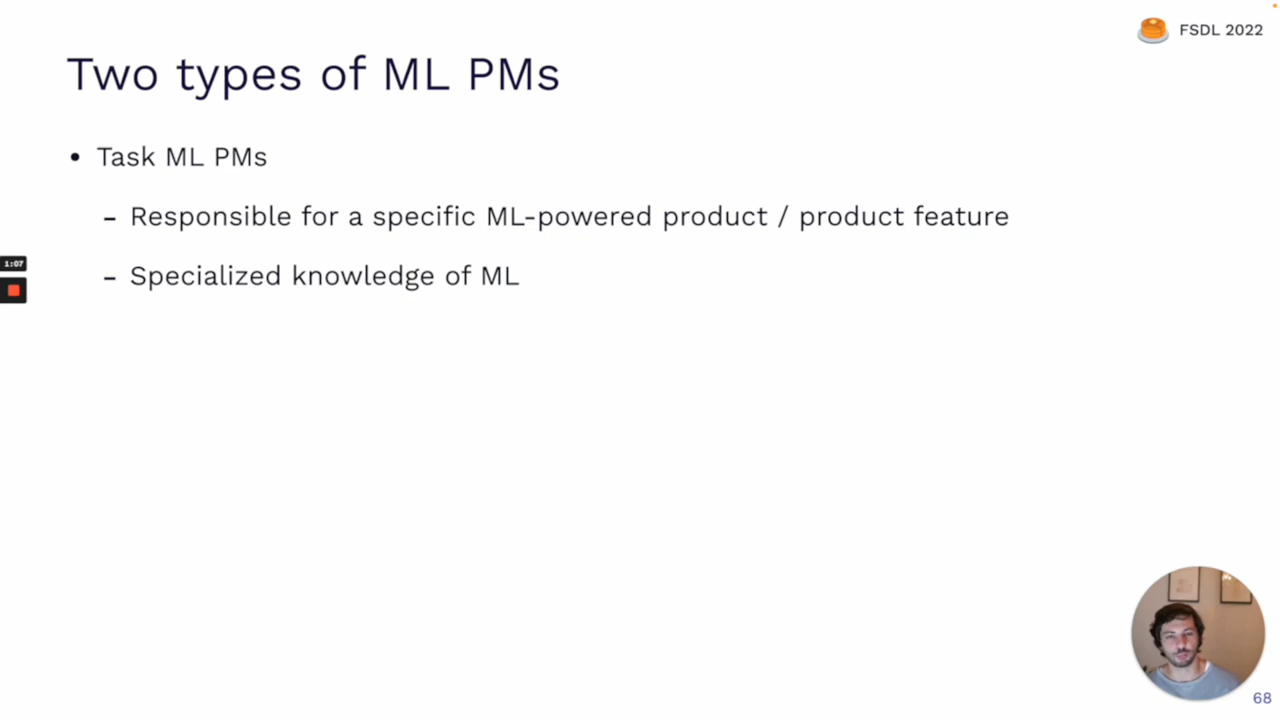 FSDL 2022
Two types of ML PMs
• Task ML PMs
– Responsible for a specific ML-powered product / product feature
1:07
– Specialized knowledge of ML
68